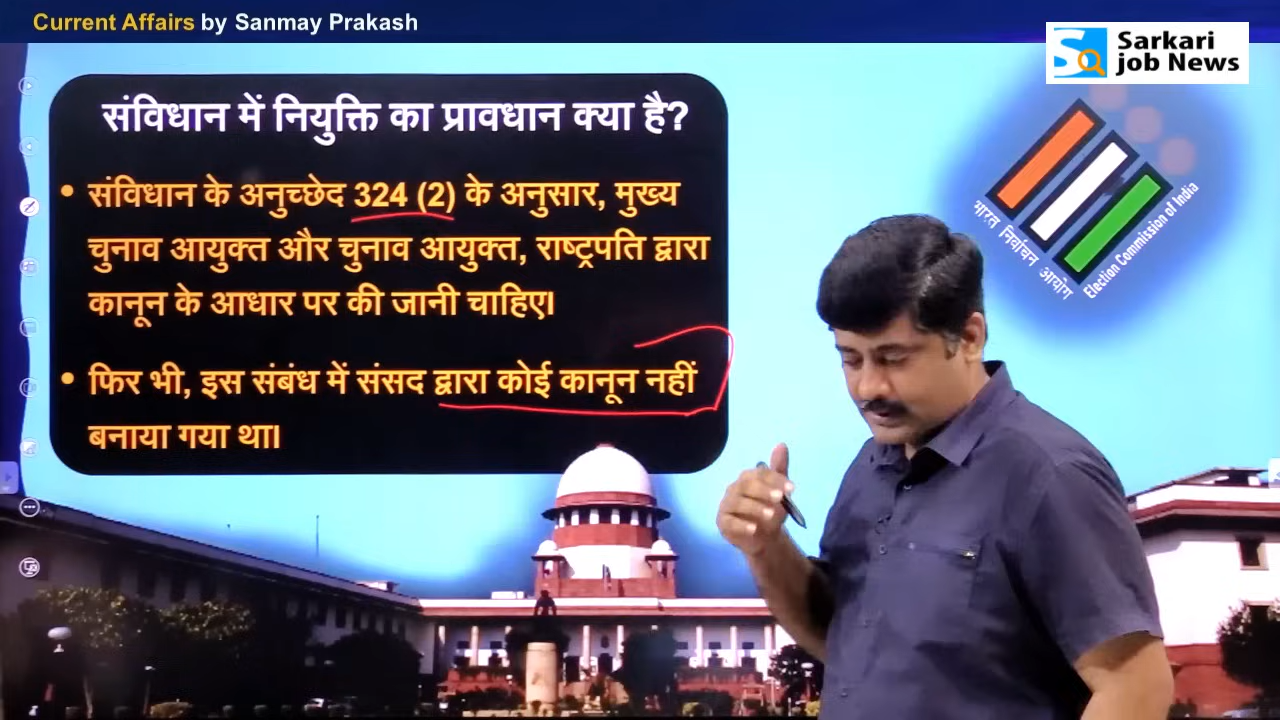 Current Affairs by Sanmay Prakash
Sarkari
job News
संविधान में नियुक्ति का प्रावधान क्या है?
• संविधान के अनुच्छेद 324 (2) के अनुसार, मुख्य
चुनाव आयुक्त और चुनाव आयुक्त, राष्ट्रपति द्वारा
कानून के आधार पर की जानी चाहिए।
• फिर भी, इस संबंध में संसद द्वारा कोई कानून नहीं
बनाया गया था।
भारत निर्वाचन आयोग
Election Commission of India